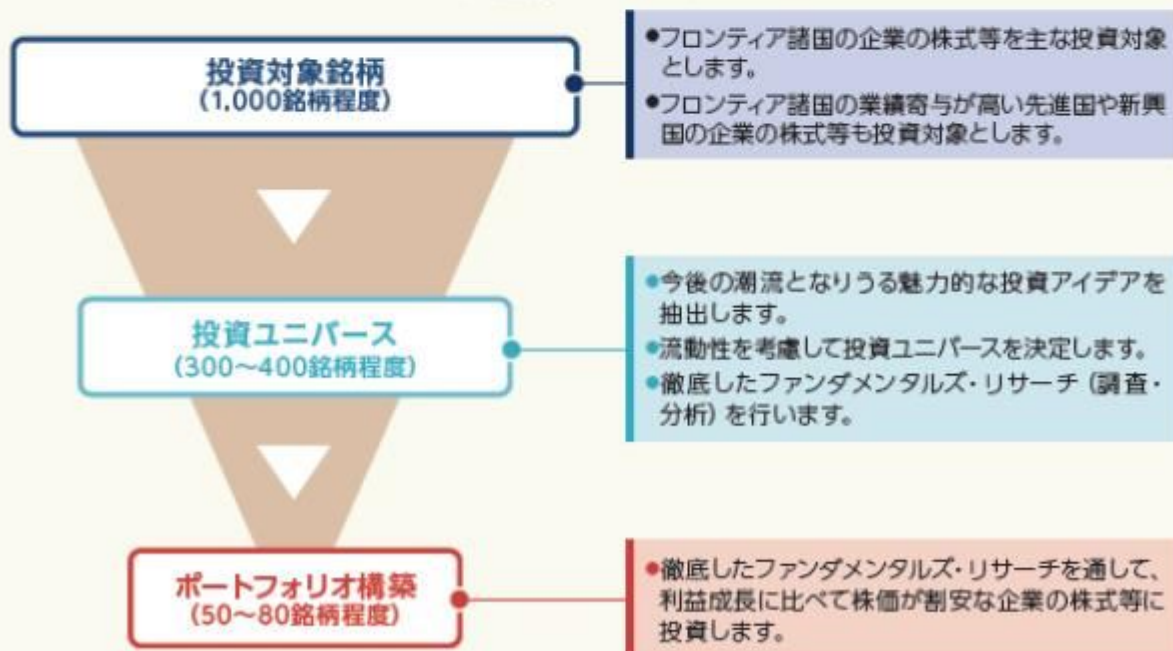 投資対象銘柄
(1,000銘柄程度)
●フロンティア諸国の企業の株式等を主な投資対象
とします。
●フロンティア諸国の業績寄与が高い先進国や新興
国の企業の株式等も投資対象とします。
投資ユニバース
(300～400銘柄程度)
●今後の潮流となりうる魅力的な投資アイデアを
抽出します。
●流動性を考慮して投資ユニバースを決定します。
●徹底したファンダメンタルズ・リサーチ（調査・
分析）を行います。
ポートフォリオ構築
(50～80銘柄程度)
●徹底したファンダメンタルズ・リサーチを通して、
利益成長に比べて株価が割安な企業の株式等に
投資します。